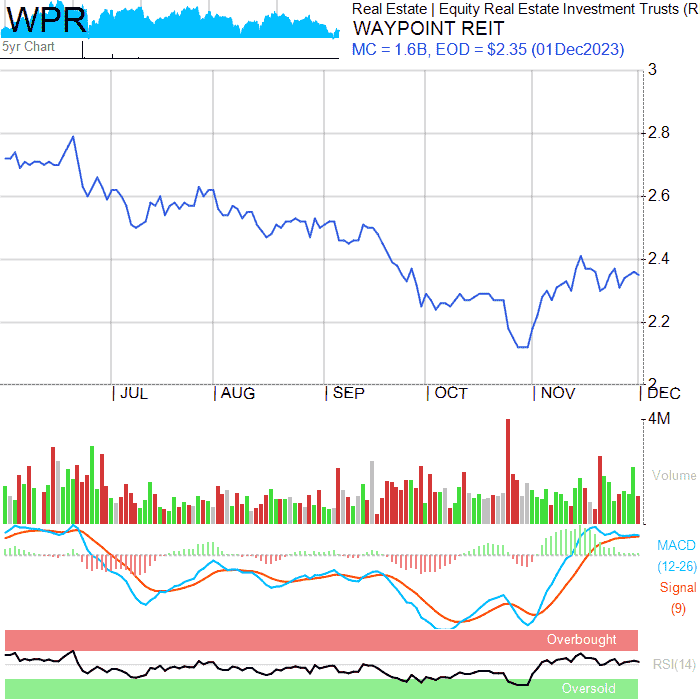 WPR
5yr Chart
Real Estate | Equity Real Estate Investment Trusts (R
WAYPOINT REIT
MC = 1.6B, EOD = $2.35 (01Dec2023)
3
2.8
2.6
2.4
2.2
2
JUL
AUG
SEP
OCT
NOV
DEC
4M
Volume
MACD
(12-26)
Signal
(9)
Overbought
RSI(14)
Oversold